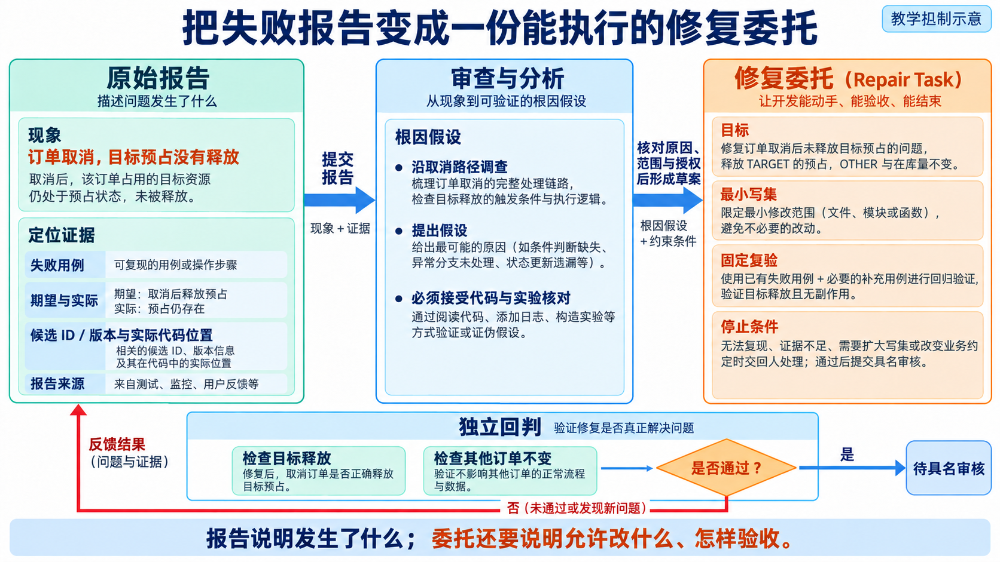 把失败报告变成一份能执行的修复委托
教学机制示意
原始报告
描述问题发生了什么
现象
订单取消，目标预占没有释放
取消后，该订单占用的目标资源
仍处于预占状态，未被释放。
定位证据
失败用例
可复现的用例或操作步骤
期望与实际
期望：取消后释放预占
实际：预占仍存在
候选 ID / 版本与实际代码位置
相关的候选 ID、版本信息
及其在代码中的实际位置
报告来源
来自测试、监控、用户反馈等
提交
报告
现象 + 证据
审查与分析
从现象到可验证的根因假设
根因假设
● 沿取消路径调查
梳理订单取消的完整处理链路，
检查目标释放的触发条件与执行逻辑。
● 提出假设
给出最可能的原因（如条件判断缺失、
异常分支未处理、状态更新遗漏等）。
● 必须接受代码与实验核对
通过阅读代码、添加日志、构造实验等
方式验证或证伪假设。
核对原因、
范围与授权
后形成草案
根因假设
+ 约束条件
修复委托（Repair Task）
让开发能动手、能验收、能结束
目标
修复订单取消后未释放目标预占的问题，
释放 TARGET 的预占，OTHER 与在库量不变。
最小写集
限定最小修改范围（文件、模块或函数），
避免不必要的改动。
固定复验
使用已有失败用例 + 必要的补充用例进行回归验证，
验证目标释放且无副作用。
停止条件
无法复现、证据不足、需要扩大写集或改变业务约
定时交回人处理；通过后提交具名审核。
反馈结果
（问题与证据）
独立回判 验证修复是否真正解决问题
检查目标释放
修复后，取消订单是否正确释放
目标预占。
检查其他订单不变
验证不影响其他订单的正常流程
与数据。
是否通过？
是
待具名审核
否（未通过或发现新问题）
报告说明发生了什么；委托还要说明允许改什么、怎样验收。